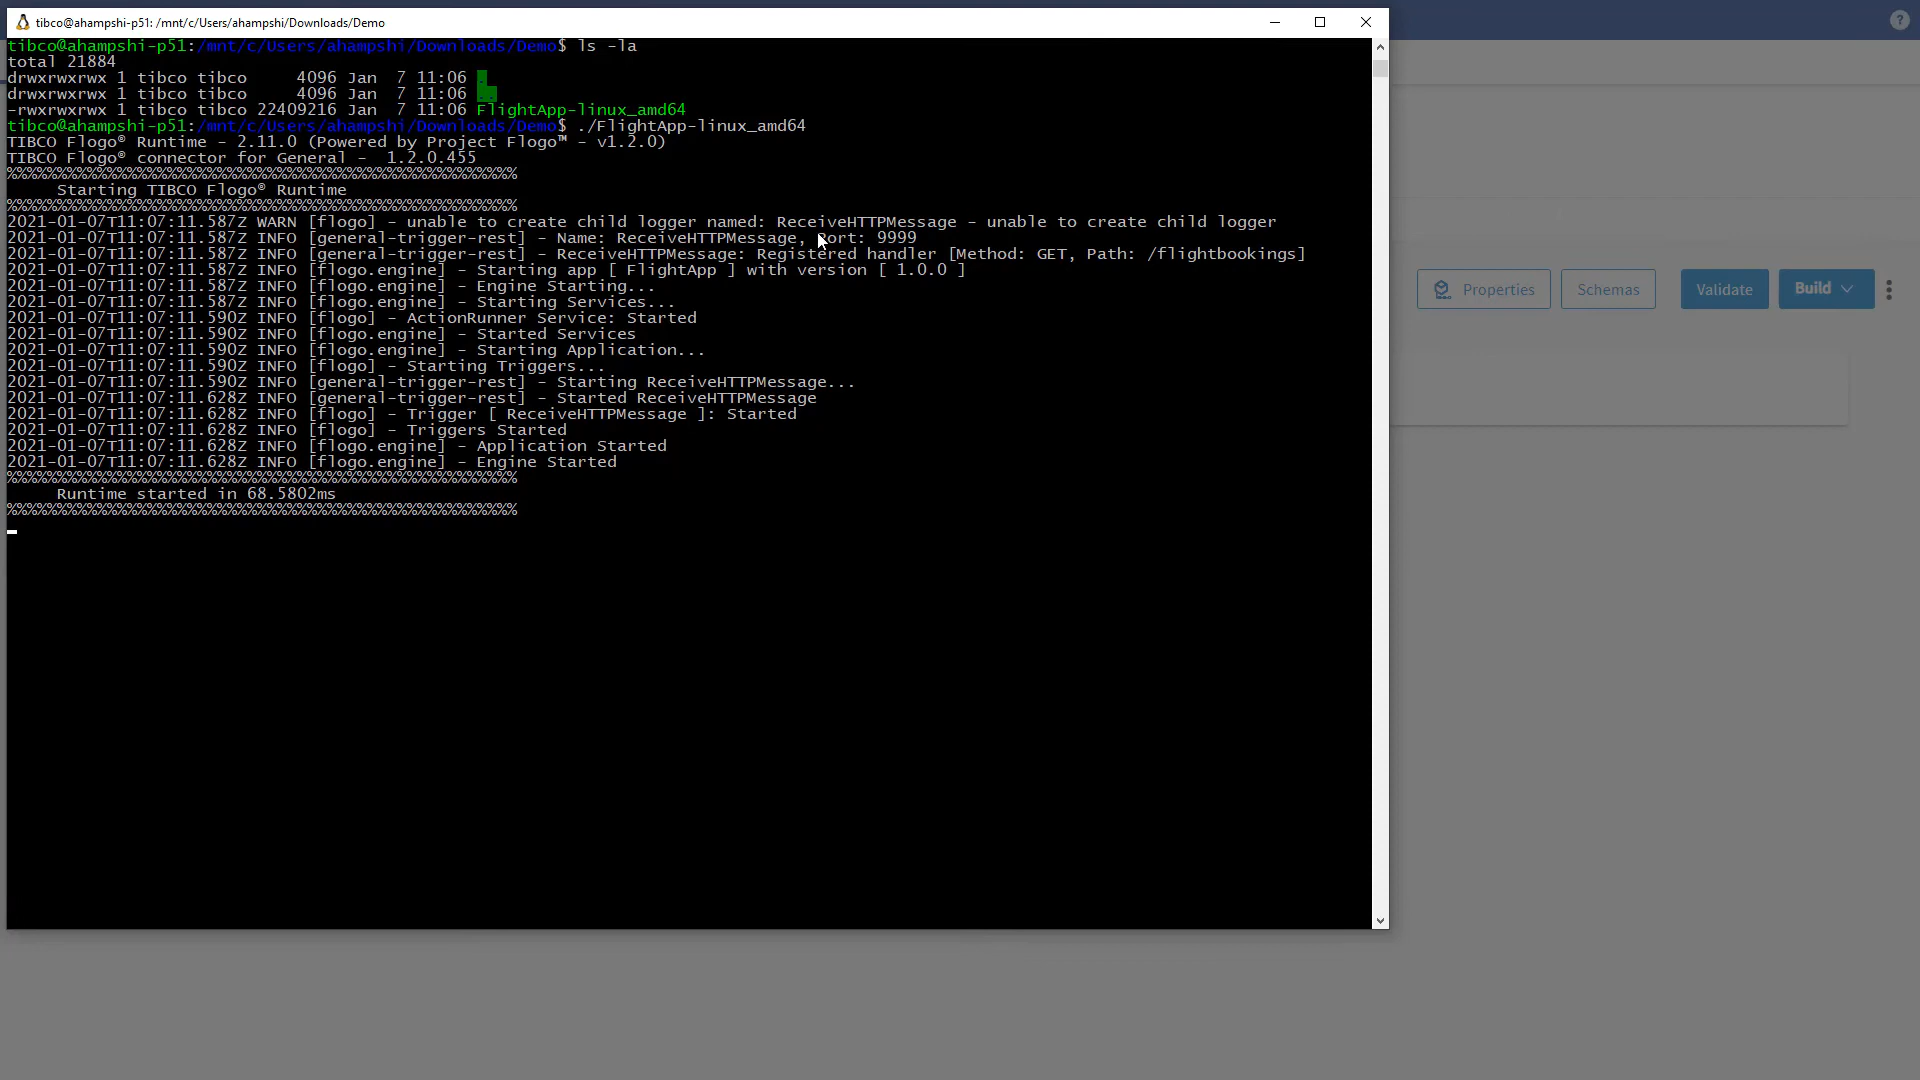 tibco@ahampshi-p51: /mnt/c/Users/ahampshi/Downloads/Demo
tibco@ahampshi-p51:/mnt/c/Users/ahampshi/Downloads/Demo$ ls -la
total 21884
drwxrwxrwx 1 tibco tibco     4096 Jan  7 11:06 .
drwxrwxrwx 1 tibco tibco     4096 Jan  7 11:06 ..
-rwxrwxrwx 1 tibco tibco 22409216 Jan  7 11:06 FlightApp-linux_amd64
tibco@ahampshi-p51:/mnt/c/Users/ahampshi/Downloads/Demo$ ./FlightApp-linux_amd64
TIBCO Flogo® Runtime - 2.11.0 (Powered by Project Flogo™ - v1.2.0)
TIBCO Flogo® connector for General -  1.2.0.455
%%%%%%%%%%%%%%%%%%%%%%%%%%%%%%%%%%%%%%%%%%%%%%%%%%%
     Starting TIBCO Flogo® Runtime
%%%%%%%%%%%%%%%%%%%%%%%%%%%%%%%%%%%%%%%%%%%%%%%%%%%
2021-01-07T11:07:11.587Z WARN [flogo] - unable to create child logger named: ReceiveHTTPMessage - unable to create child logger
2021-01-07T11:07:11.587Z INFO [general-trigger-rest] - Name: ReceiveHTTPMessage, Port: 9999
2021-01-07T11:07:11.587Z INFO [general-trigger-rest] - ReceiveHTTPMessage: Registered handler [Method: GET, Path: /flightbookings]
2021-01-07T11:07:11.587Z INFO [flogo.engine] - Starting app [ FlightApp ] with version [ 1.0.0 ]
2021-01-07T11:07:11.587Z INFO [flogo.engine] - Engine Starting...
2021-01-07T11:07:11.587Z INFO [flogo.engine] - Starting Services...
2021-01-07T11:07:11.590Z INFO [flogo] - ActionRunner Service: Started
2021-01-07T11:07:11.590Z INFO [flogo.engine] - Started Services
2021-01-07T11:07:11.590Z INFO [flogo.engine] - Starting Application...
2021-01-07T11:07:11.590Z INFO [flogo] - Starting Triggers...
2021-01-07T11:07:11.590Z INFO [general-trigger-rest] - Starting ReceiveHTTPMessage...
2021-01-07T11:07:11.628Z INFO [general-trigger-rest] - Started ReceiveHTTPMessage
2021-01-07T11:07:11.628Z INFO [flogo] - Trigger [ ReceiveHTTPMessage ]: Started
2021-01-07T11:07:11.628Z INFO [flogo] - Triggers Started
2021-01-07T11:07:11.628Z INFO [flogo.engine] - Application Started
2021-01-07T11:07:11.628Z INFO [flogo.engine] - Engine Started
%%%%%%%%%%%%%%%%%%%%%%%%%%%%%%%%%%%%%%%%%%%%%%%%%%%
     Runtime started in 68.5802ms
%%%%%%%%%%%%%%%%%%%%%%%%%%%%%%%%%%%%%%%%%%%%%%%%%%%
?
Properties
Schemas
Validate
Build